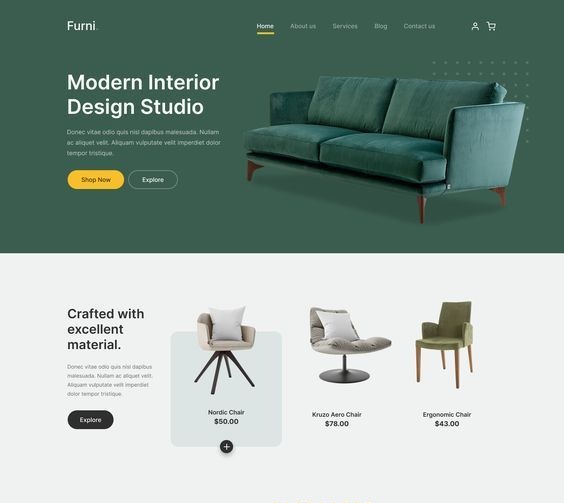 Furni.
Home About us Services Blog Contact us
Modern Interior
Design Studio
Donec vitae odio quis nisl dapibus malesuada. Nullam
ac aliquet velit. Aliquam vulputate velit imperdiet dolor
tempor tristique.
Shop Now Explore
Crafted with
excellent
material.
Donec vitae odio quis nisl dapibus
malesuada. Nullam ac aliquet velit.
Aliquam vulputate velit imperdiet
dolor tempor tristique.
Explore
Nordic Chair
$50.00
Kruzo Aero Chair
$78.00
Ergonomic Chair
$43.00